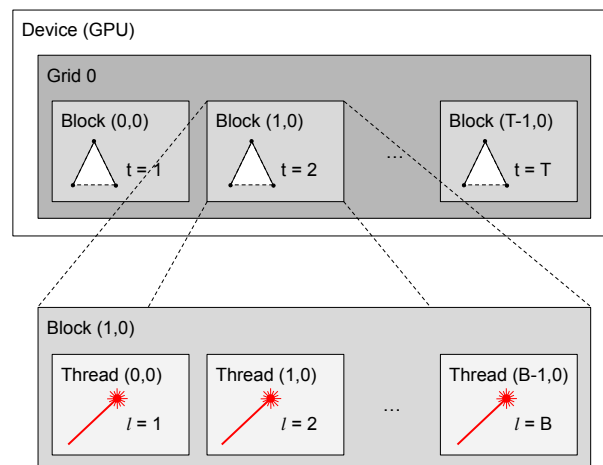 Device (GPU)
Grid 0
Block (0,0)
t = 1
Block (1,0)
t = 2
...
Block (T-1,0)
t = T
Block (1,0)
Thread (0,0)
l = 1
Thread (1,0)
l = 2
...
Thread (B-1,0)
l = B